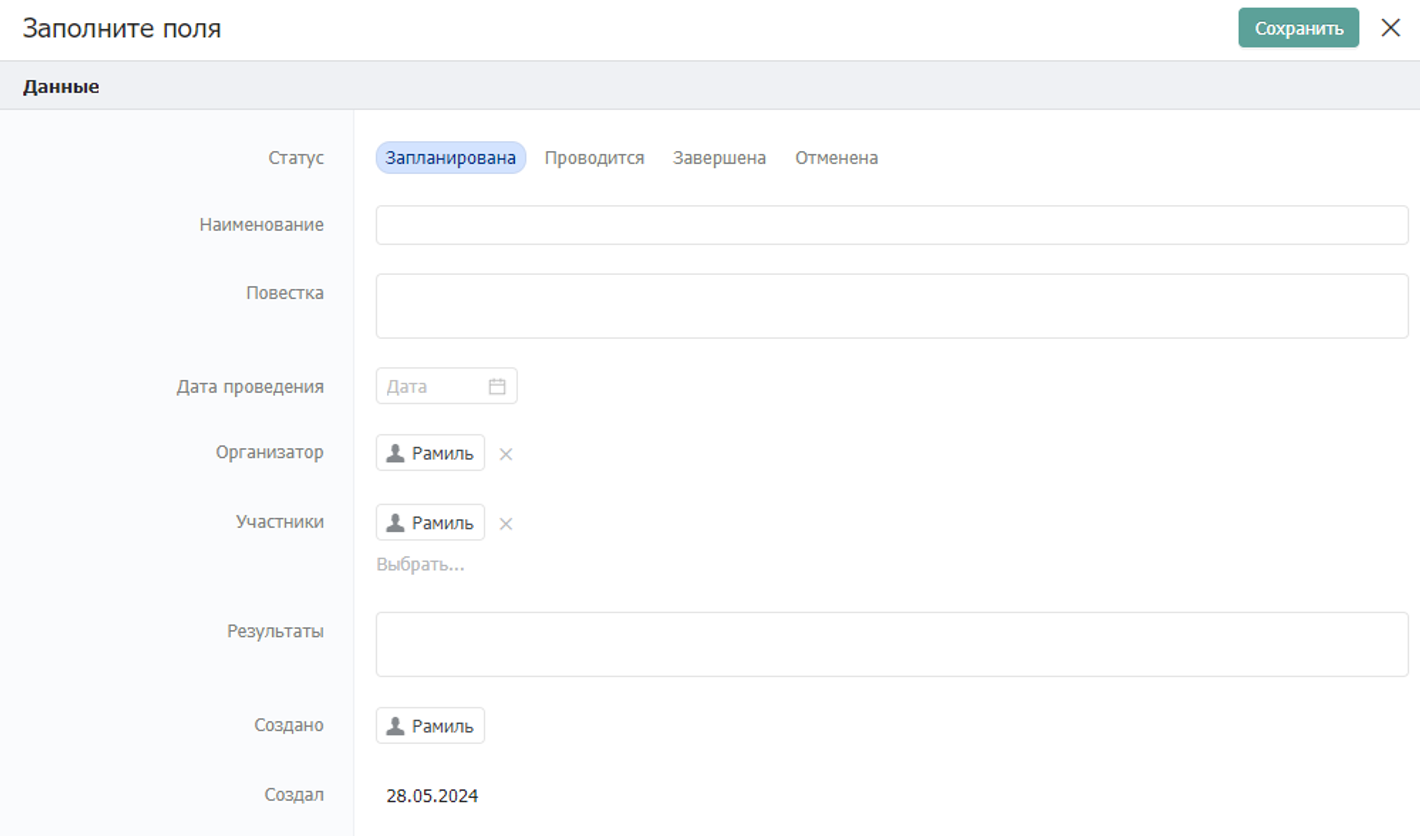 Заполните поля
Сохранить
Данные
Статус Запланирована Проводится Завершена Отменена
Наименование
Повестка
Дата проведения Дата
Организатор Рамиль
Участники Рамиль
Выбрать...
Результаты
Создано Рамиль
Создал 28.05.2024